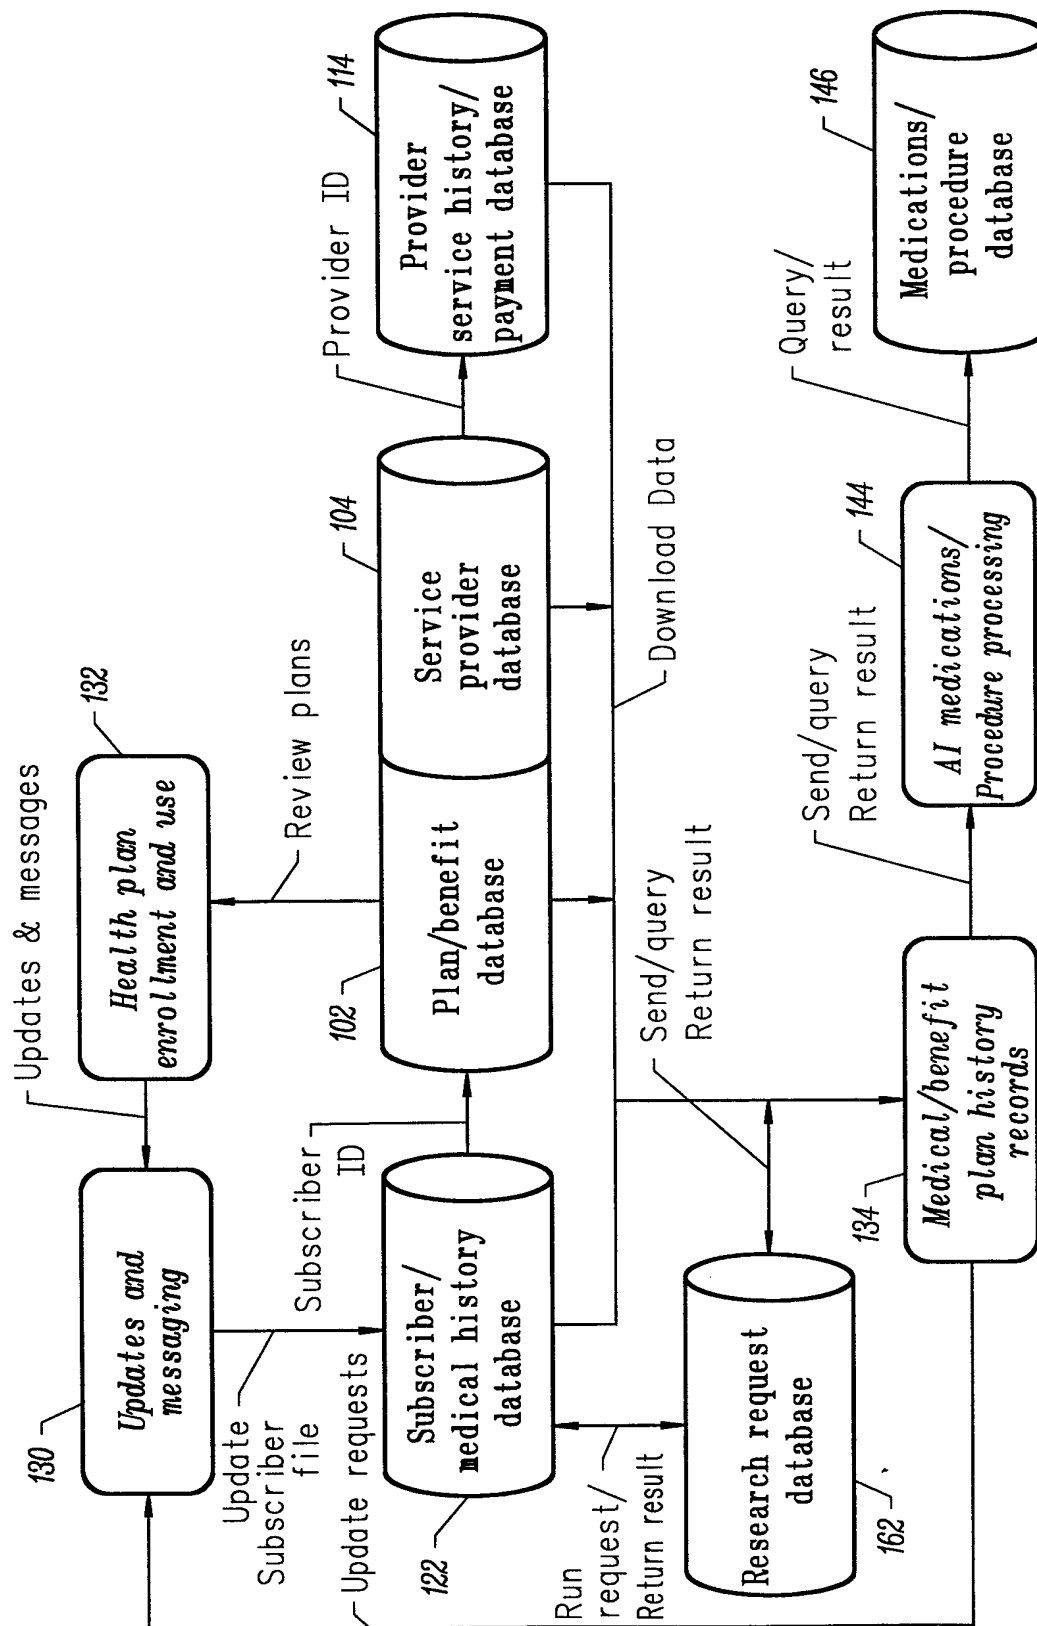 Updates & messages
132
Health plan
enrollment and use
130
Updates and
messaging
Review plans
Update
Subscriber
file
Subscriber
ID
Provider ID
104
114
102
122
Subscriber/
medical history
database
Plan/benefit
database
Service
provider
database
Provider
service history/
payment database
Update requests
Run
request/
Return result
Download Data
Send/query
Return result
162
Research request
database
Send/query
Return result
Query/
result
134
Medical/benefit
plan history
records
144
AI medications/
Procedure processing
146
Medications/
procedure
database